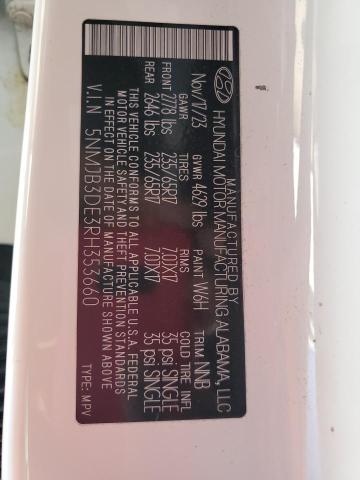 MANUFACTURED BY
HYUNDAI MOTOR MANUFACTURING ALABAMA, LLC
Nov/17/23 GVWR 4629 lbs PAINT W6H TRIM NNB
GAWR TIRES RIMS COLD TIRE INFL
FRONT 2778 lbs 235/65R17 7.0JX17 35 psi SINGLE
REAR 2646 lbs 235/65R17 7.0JX17 35 psi SINGLE
THIS VEHICLE CONFORMS TO ALL APPLICABLE U.S.A. FEDERAL
MOTOR VEHICLE SAFETY AND THEFT PREVENTION STANDARDS
IN EFFECT ON THE DATE OF MANUFACTURE SHOWN ABOVE
V.I.N 5NMJB3DE3RH353660 TYPE: MPV